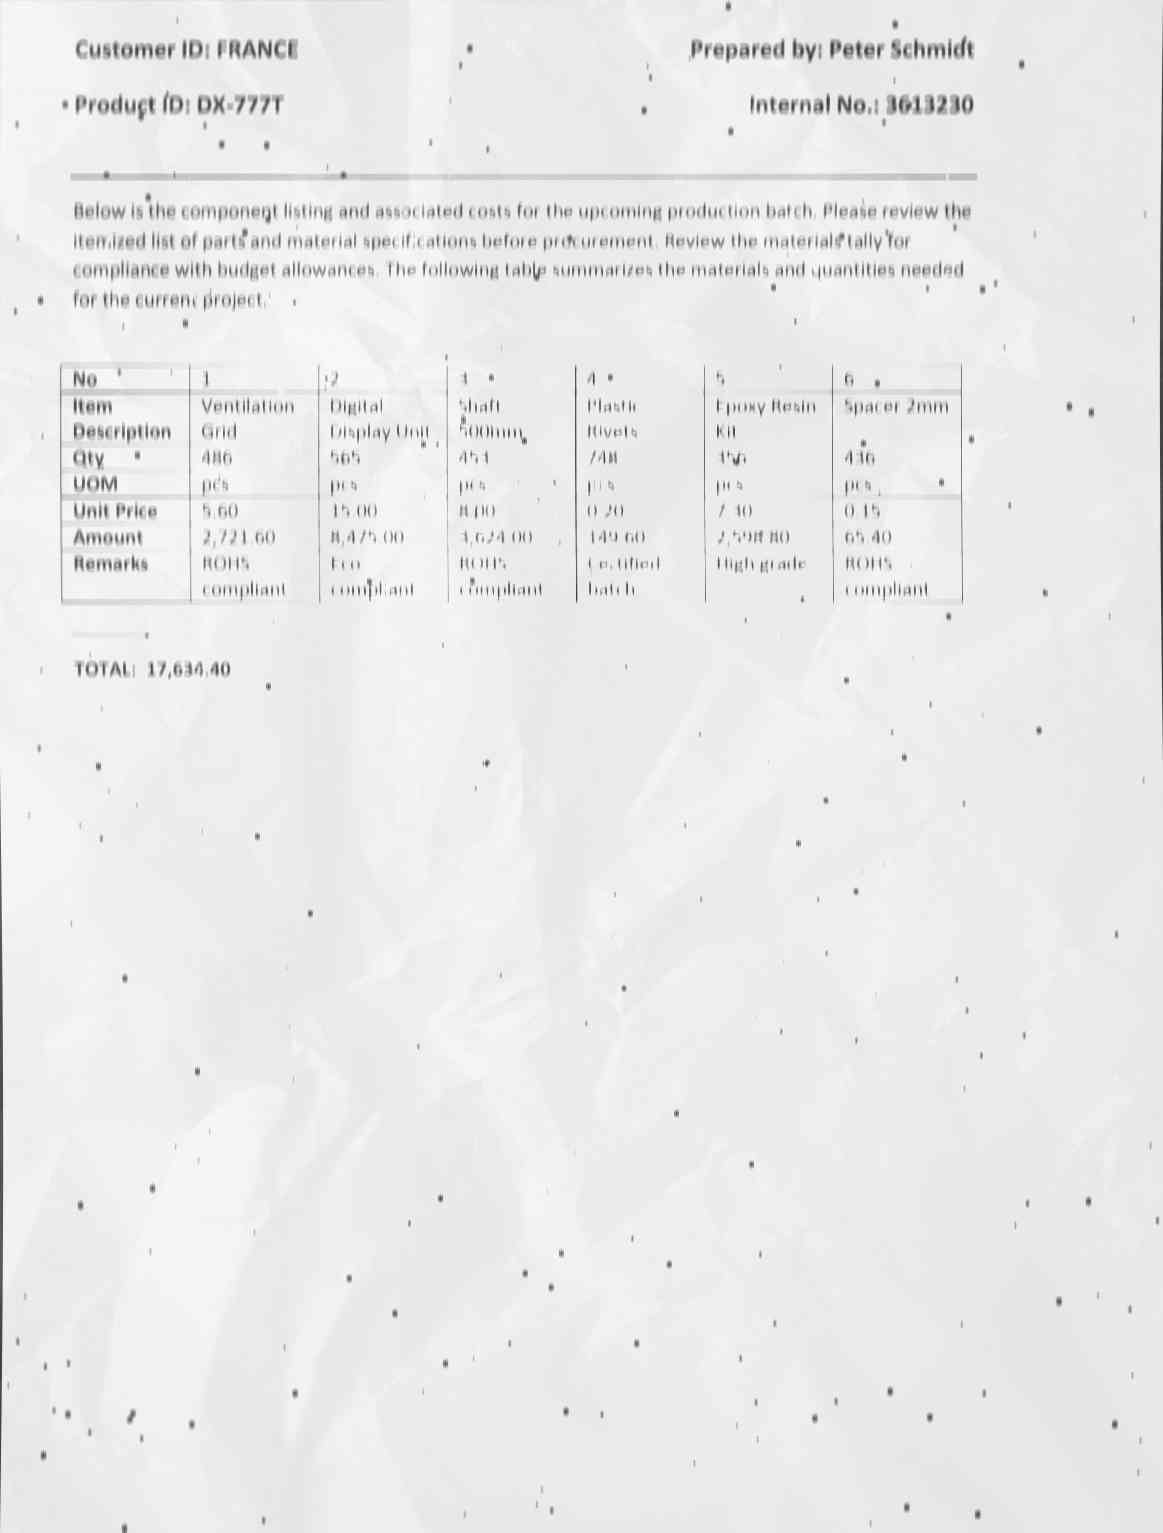 Customer ID: FRANCE
Prepared by: Peter Schmidt
Product ID: DX-777T
Internal No.: 3613230
Below is the component listing and associated costs for the upcoming production batch. Please review the
itemized list of parts and material specifications before procurement. Review the materials tally for
compliance with budget allowances. The following table summarizes the materials and quantities needed
for the current project.
No 1 2 3 4 5 6
Item Ventilation Digital Shaft Plastic Epoxy Resin Spacer 2mm
Description Grid Display Unit 500mm Rivets Kit
Qty 486 565 453 748 356 436
UOM pcs pcs pcs pcs pcs pcs
Unit Price 5.60 15.00 8.00 0.20 7.30 0.15
Amount 2,721.60 8,475.00 3,624.00 149.60 2,598.80 65.40
Remarks ROHS Eco ROHS Certified High grade ROHS
compliant compliant compliant batch compliant
TOTAL: 17,634.40